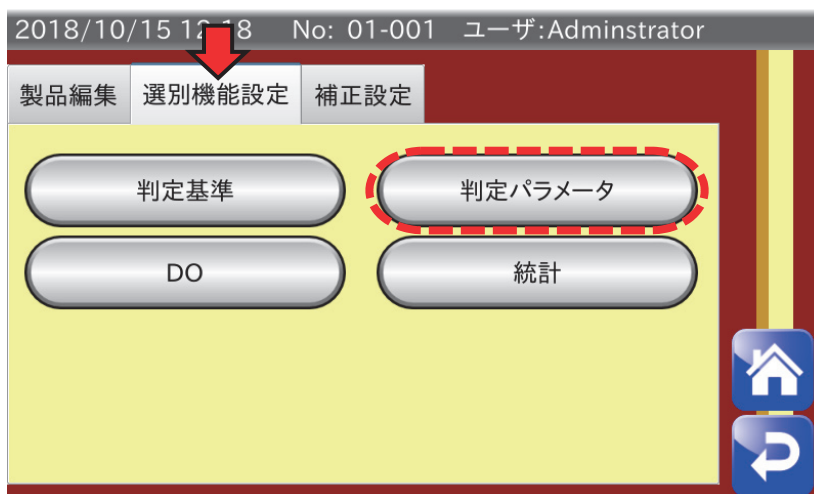 2018/10/15 12:18 No: 01-001 ユーザ:Adminstrator
製品編集 選別機能設定 補正設定
判定基準 判定パラメータ
DO 統計